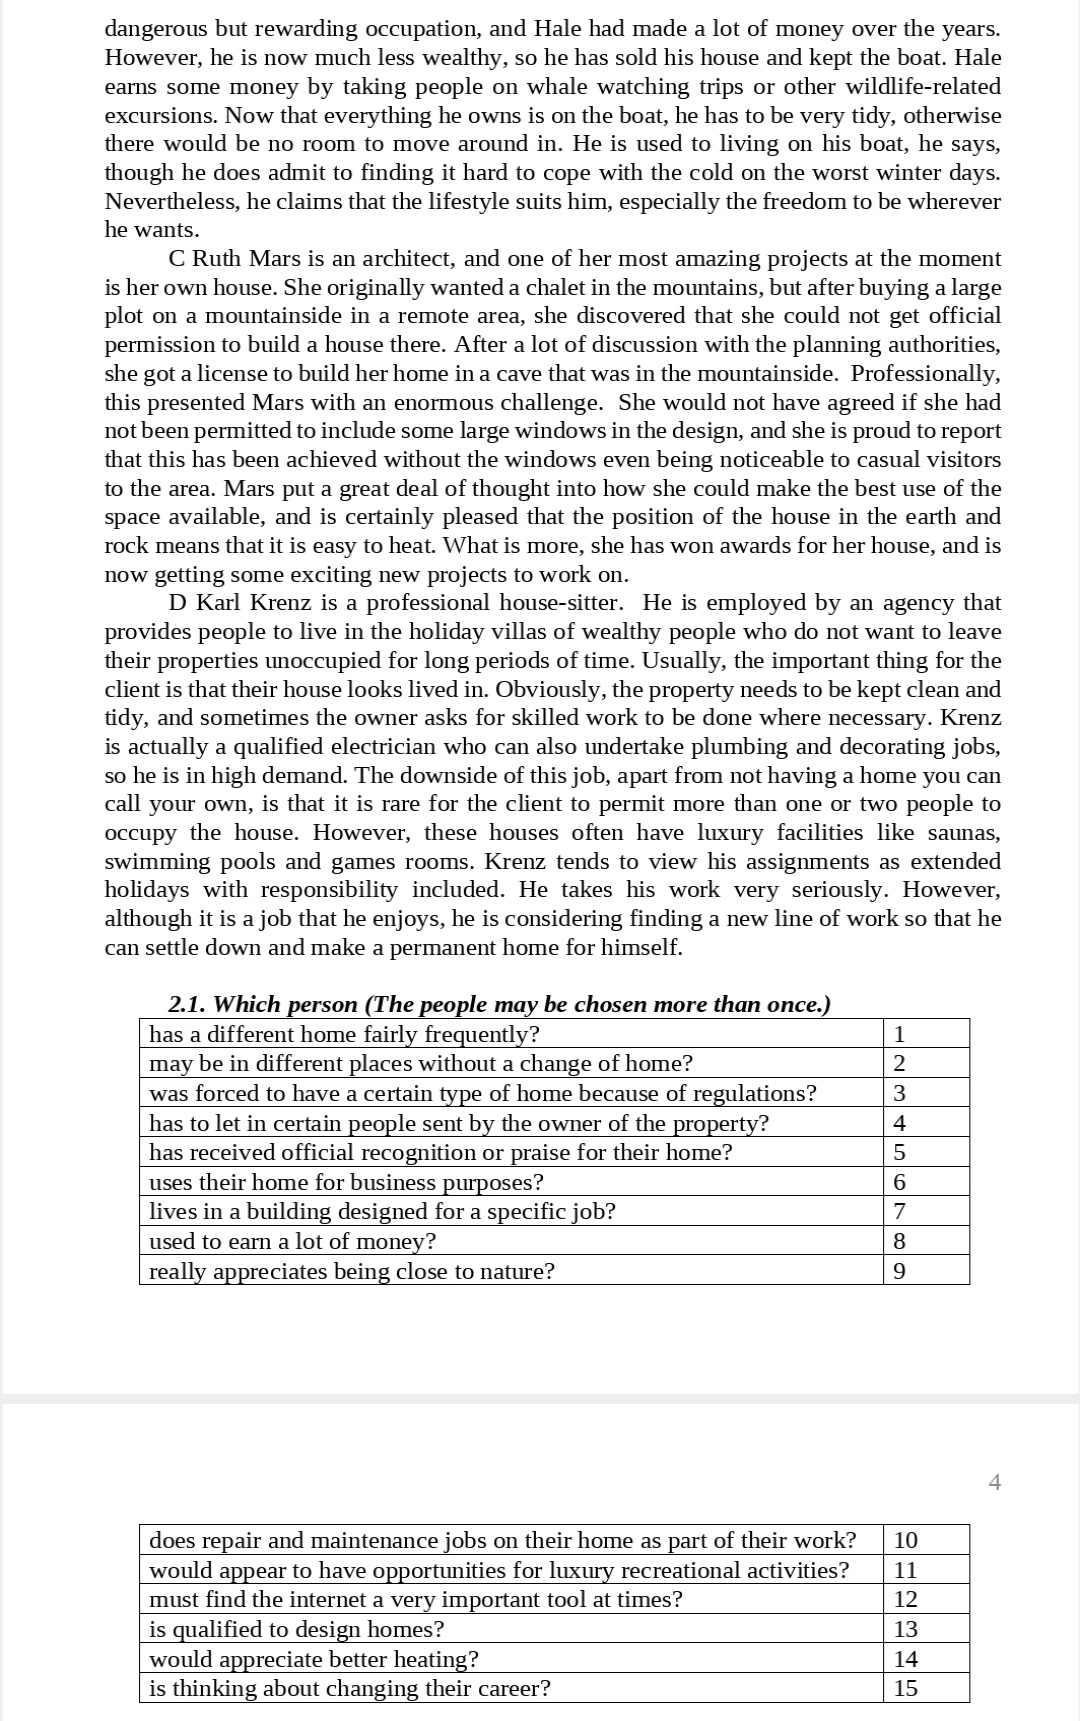 dangerous but rewarding occupation, and Hale had made a lot of money over the years.
However, he is now much less wealthy, so he has sold his house and kept the boat. Hale
earns some money by taking people on whale watching trips or other wildlife-related
excursions. Now that everything he owns is on the boat, he has to be very tidy, otherwise
there would be no room to move around in. He is used to living on his boat, he says,
though he does admit to finding it hard to cope with the cold on the worst winter days.
Nevertheless, he claims that the lifestyle suits him, especially the freedom to be wherever
he wants.
C Ruth Mars is an architect, and one of her most amazing projects at the moment
is her own house. She originally wanted a chalet in the mountains, but after buying a large
plot on a mountainside in a remote area, she discovered that she could not get official
permission to build a house there. After a lot of discussion with the planning authorities,
she got a license to build her home in a cave that was in the mountainside. Professionally,
this presented Mars with an enormous challenge. She would not have agreed if she had
not been permitted to include some large windows in the design, and she is proud to report
that this has been achieved without the windows even being noticeable to casual visitors
to the area. Mars put a great deal of thought into how she could make the best use of the
space available, and is certainly pleased that the position of the house in the earth and
rock means that it is easy to heat. What is more, she has won awards for her house, and is
now getting some exciting new projects to work on.
D Karl Krenz is a professional house-sitter. He is employed by an agency that
provides people to live in the holiday villas of wealthy people who do not want to leave
their properties unoccupied for long periods of time. Usually, the important thing for the
client is that their house looks lived in. Obviously, the property needs to be kept clean and
tidy, and sometimes the owner asks for skilled work to be done where necessary. Krenz
is actually a qualified electrician who can also undertake plumbing and decorating jobs,
so he is in high demand. The downside of this job, apart from not having a home you can
call your own, is that it is rare for the client to permit more than one or two people to
occupy the house. However, these houses often have luxury facilities like saunas,
swimming pools and games rooms. Krenz tends to view his assignments as extended
holidays with responsibility included. He takes his work very seriously. However,
although it is a job that he enjoys, he is considering finding a new line of work so that he
can settle down and make a permanent home for himself.
2.1. Which person (The people may be chosen more than once.)
has a different home fairly frequently? 1
may be in different places without a change of home? 2
was forced to have a certain type of home because of regulations? 3
has to let in certain people sent by the owner of the property? 4
has received official recognition or praise for their home? 5
uses their home for business purposes? 6
lives in a building designed for a specific job? 7
used to earn a lot of money? 8
really appreciates being close to nature? 9
4
does repair and maintenance jobs on their home as part of their work? 10
would appear to have opportunities for luxury recreational activities? 11
must find the internet a very important tool at times? 12
is qualified to design homes? 13
would appreciate better heating? 14
is thinking about changing their career? 15